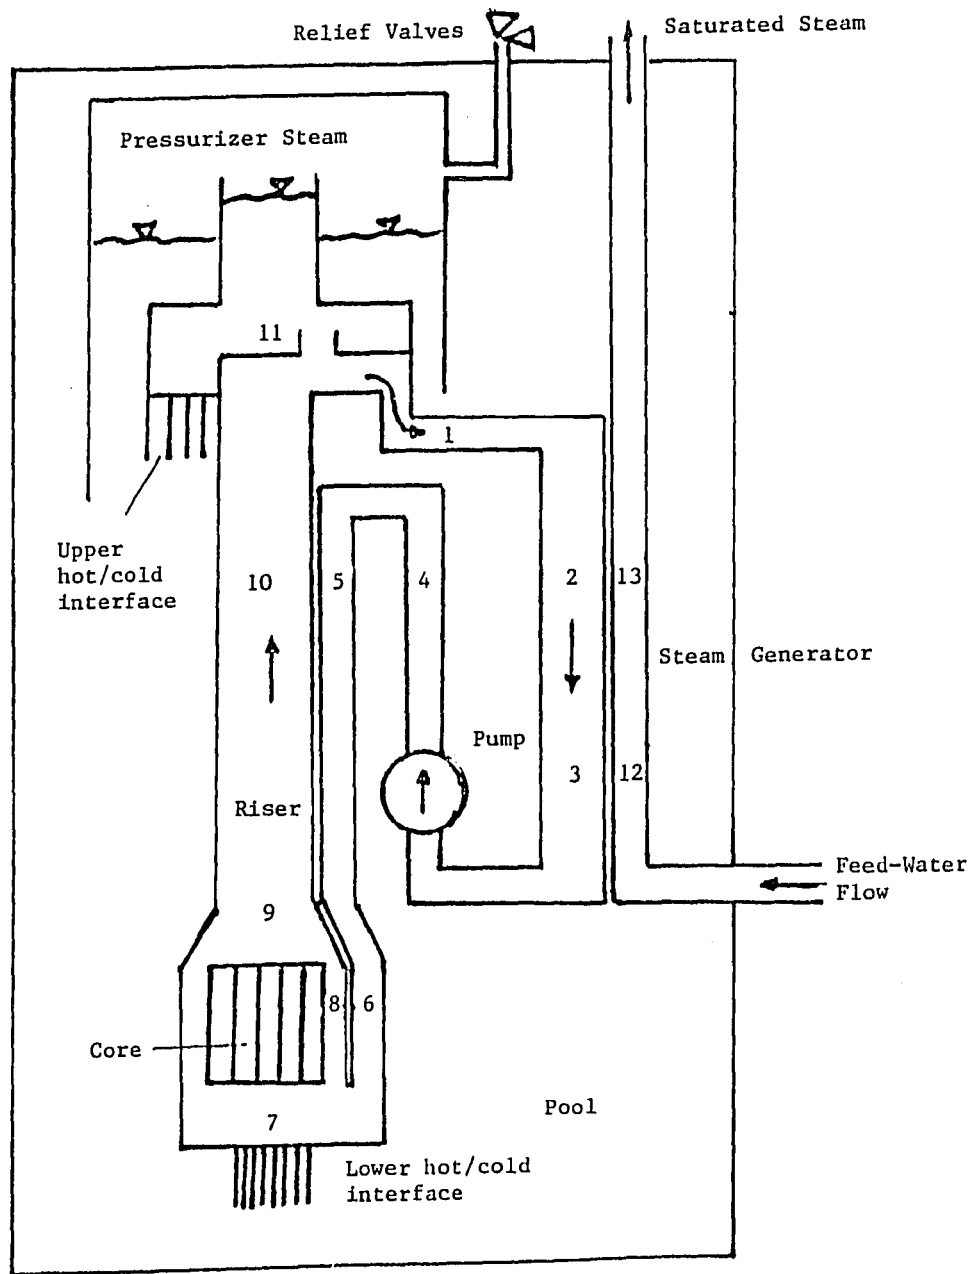 Relief Valves
Saturated Steam
Pressurizer Steam
11
1
Upper
hot/cold
interface
10
5
4
2
13
Steam Generator
Pump
3
12
Riser
Feed-Water
Flow
9
8
6
Core
7
Pool
Lower hot/cold
interface